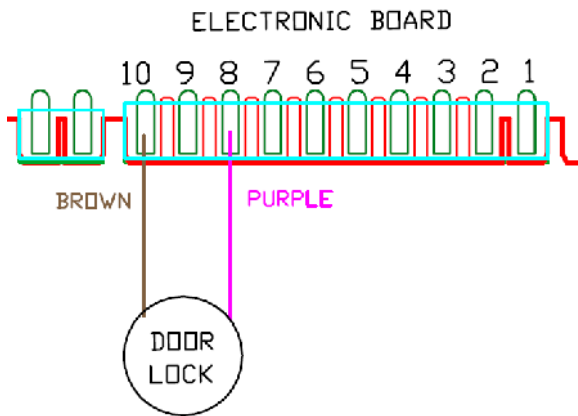 ELECTRONIC BOARD
10 9 8 7 6 5 4 3 2 1
BROWN PURPLE
DOOR
LOCK